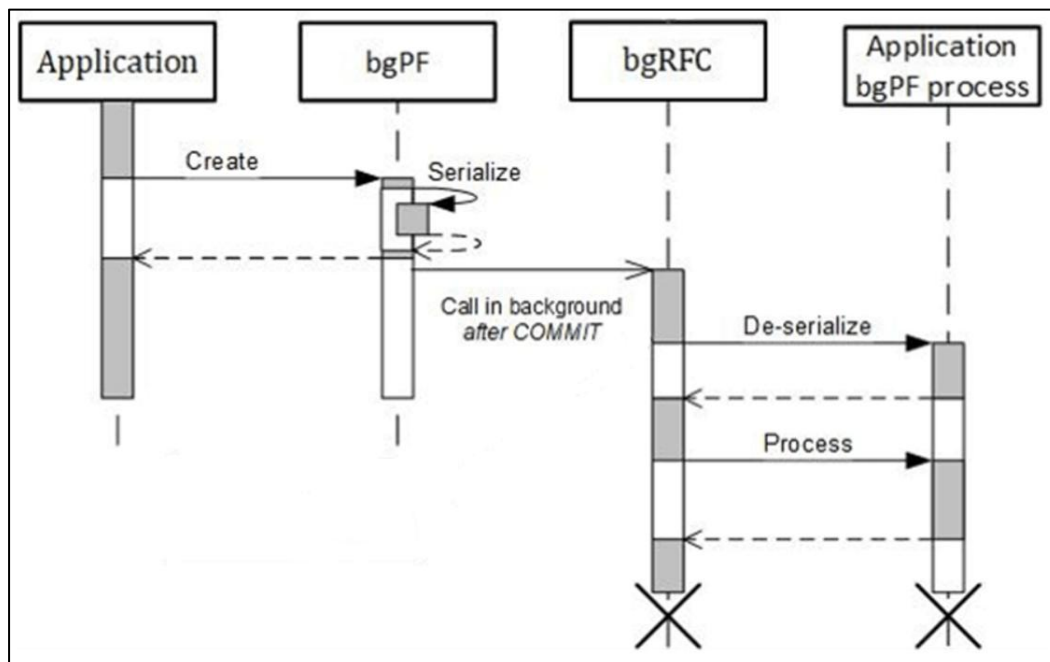 Application
bgPF
bgRFC
Application
bgPF process
Create
Serialize
Call in background
after COMMIT
De-serialize
Process